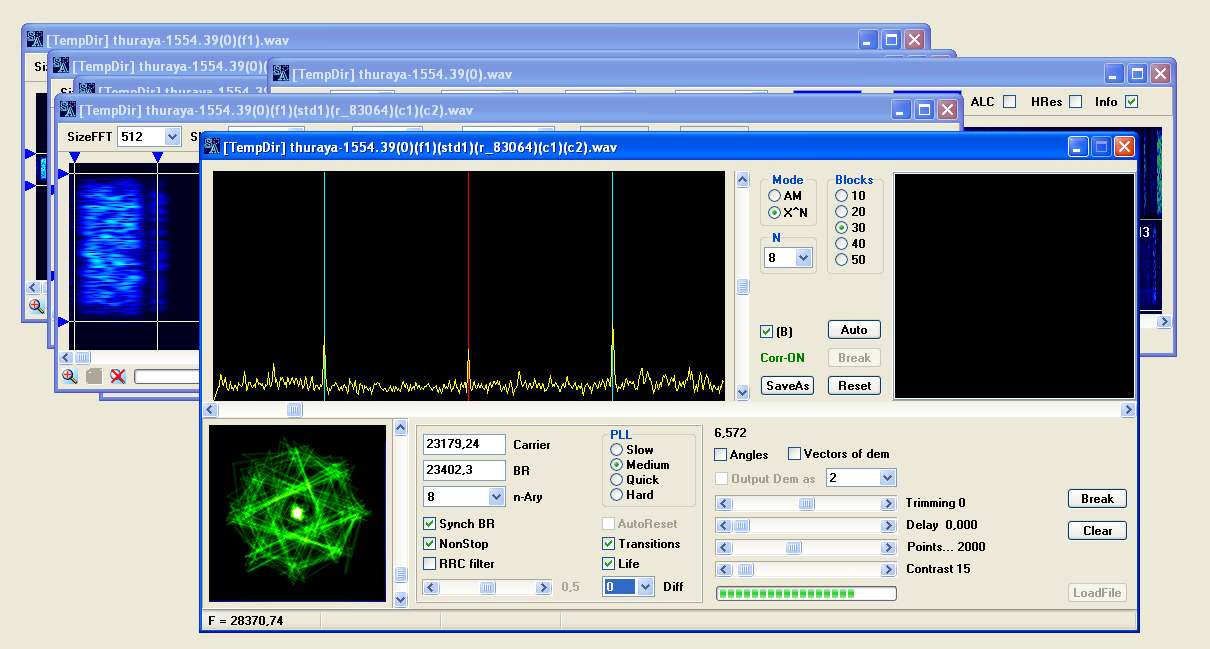 [TempDir] thuraya-1554.39(0)(f1).wav
[TempDir] thuraya-1554.39(0)(f
[TempDir] thuraya-1554.39(0).wav
ALC HRes Info
[TempDir] thuraya-1554.39(0)(f1)(std1)(r_83064)(c1)(c2).wav
SizeFFT 512
[TempDir] thuraya-1554.39(0)(f1)(std1)(r_83064)(c1)(c2).wav
Mode Blocks
AM 10
X^N 20
30
N 40
8 50
(B) Auto
Corr-ON Break
SaveAs Reset
23179,24 Carrier
23402,3 BR
8 n-Ary
Synch BR
NonStop
RRC filter
0,5
PLL
Slow
Medium
Quick
Hard
AutoReset
Transitions
Life
0 Diff
6,572
Angles Vectors of dem
Output Dem as 2
Trimming 0
Delay 0,000
Points... 2000
Contrast 15
Break
Clear
LoadFile
F = 28370,74